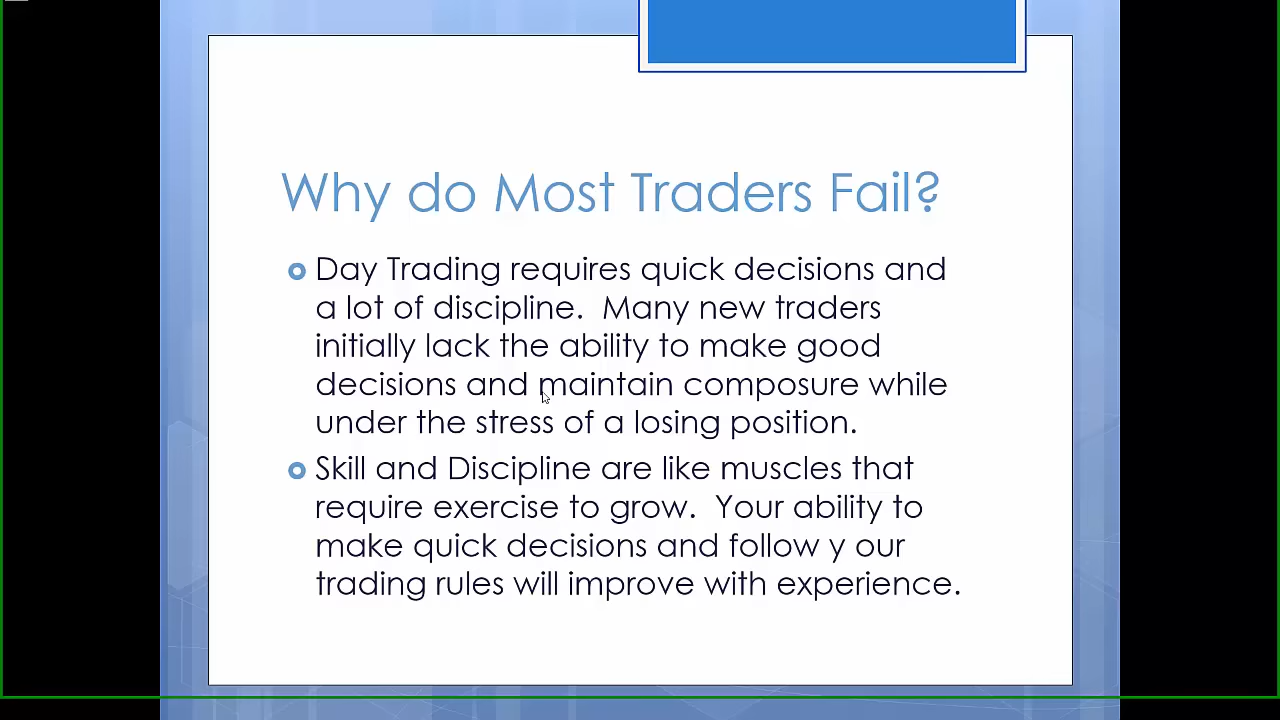 Why do Most Traders Fail?
Day Trading requires quick decisions and
a lot of discipline.  Many new traders
initially lack the ability to make good
decisions and maintain composure while
under the stress of a losing position.
Skill and Discipline are like muscles that
require exercise to grow.  Your ability to
make quick decisions and follow y our
trading rules will improve with experience.